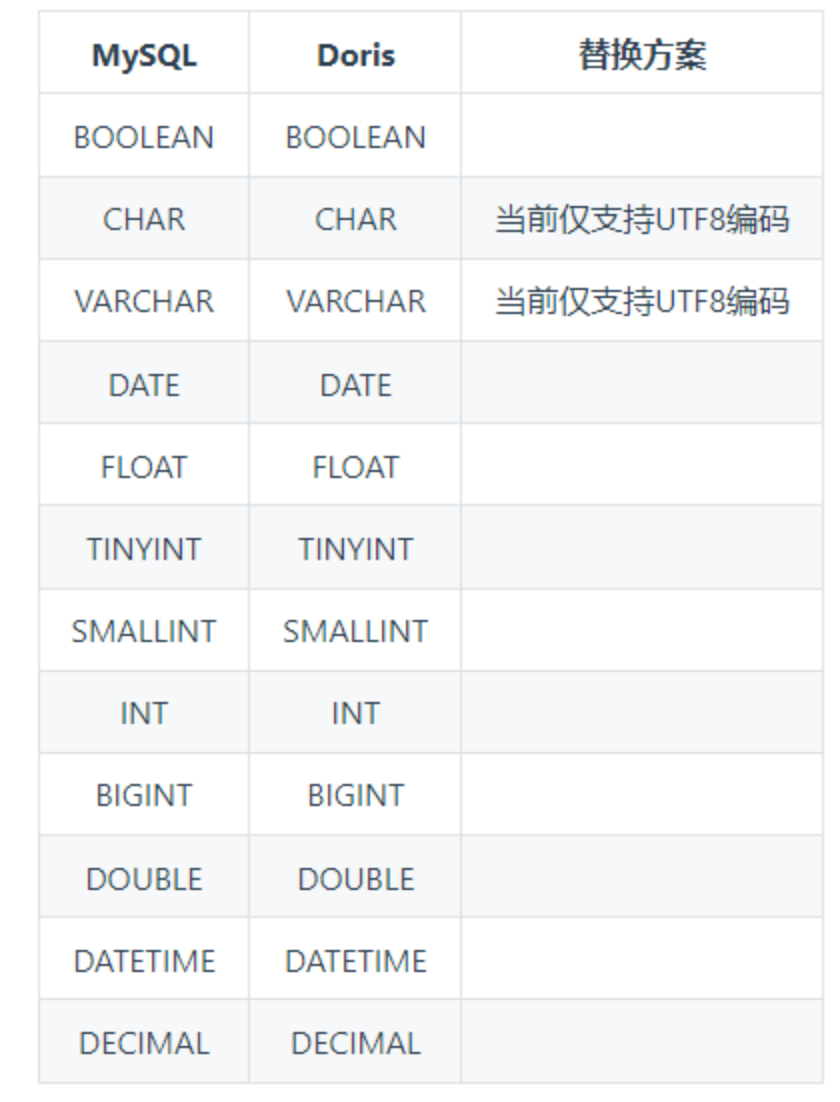 MySQL Doris 替换方案
BOOLEAN BOOLEAN
CHAR CHAR 当前仅支持UTF8编码
VARCHAR VARCHAR 当前仅支持UTF8编码
DATE DATE
FLOAT FLOAT
TINYINT TINYINT
SMALLINT SMALLINT
INT INT
BIGINT BIGINT
DOUBLE DOUBLE
DATETIME DATETIME
DECIMAL DECIMAL